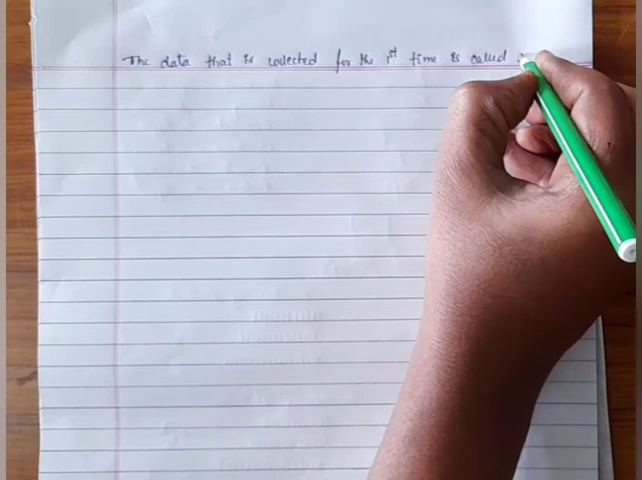 The data that is collected for the 1st time is called